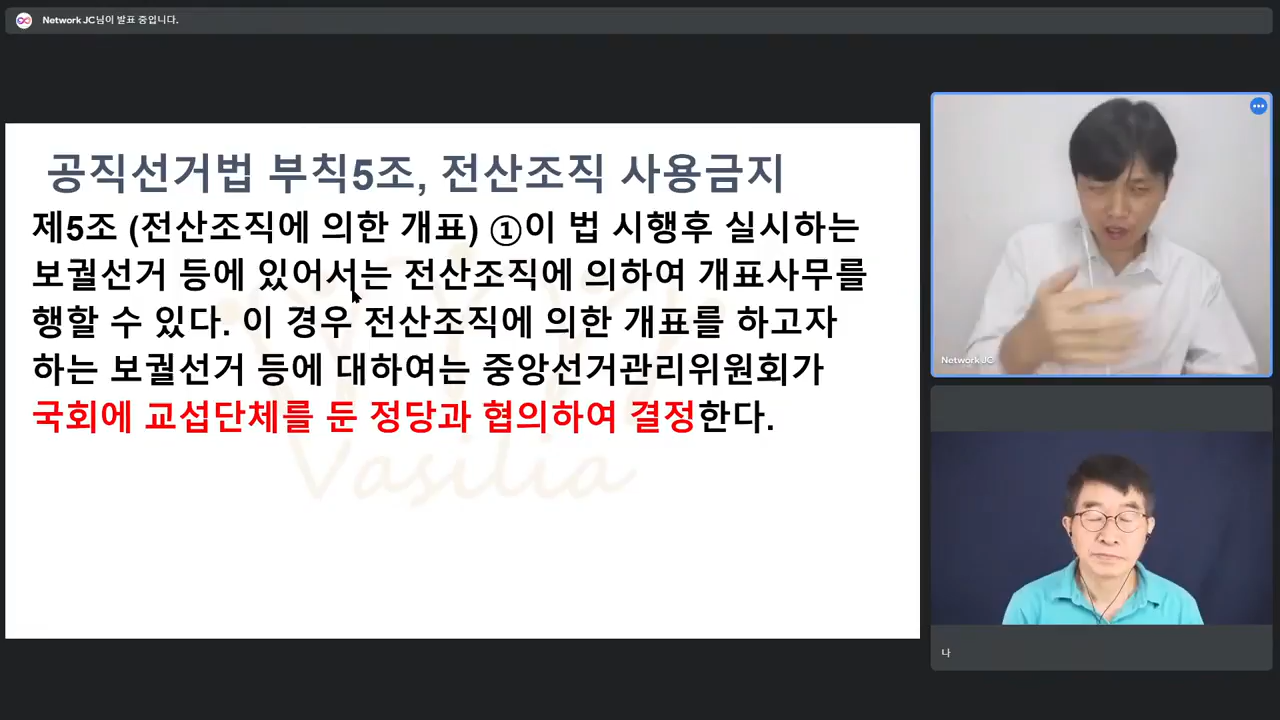 Network JC님이 발표 중입니다.
공직선거법 부칙5조, 전산조직 사용금지
제5조 (전산조직에 의한 개표) ①이 법 시행후 실시하는
보궐선거 등에 있어서는 전산조직에 의하여 개표사무를
행할 수 있다. 이 경우 전산조직에 의한 개표를 하고자
하는 보궐선거 등에 대하여는 중앙선거관리위원회가
국회에 교섭단체를 둔 정당과 협의하여 결정한다.
Vasilia
Network JC
나